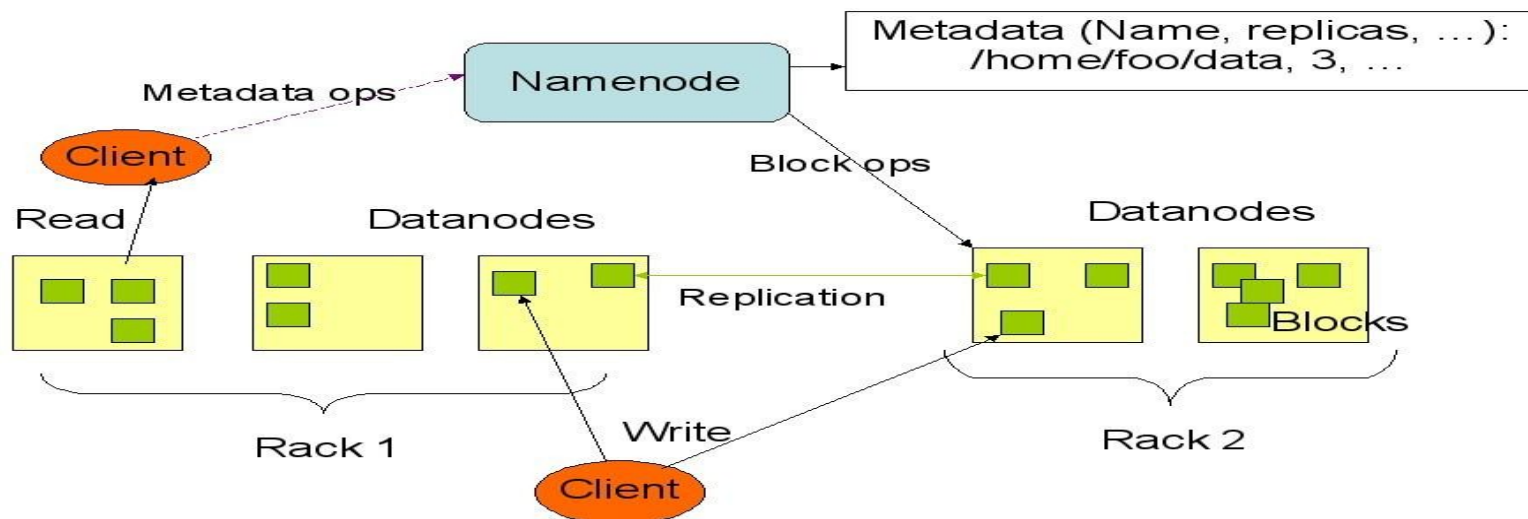 Metadata (Name, replicas, ...):
/home/foo/data, 3, ...
Namenode
Metadata ops
Client
Block ops
Read
Datanodes
Datanodes
Replication
Blocks
Rack 1
Write
Rack 2
Client